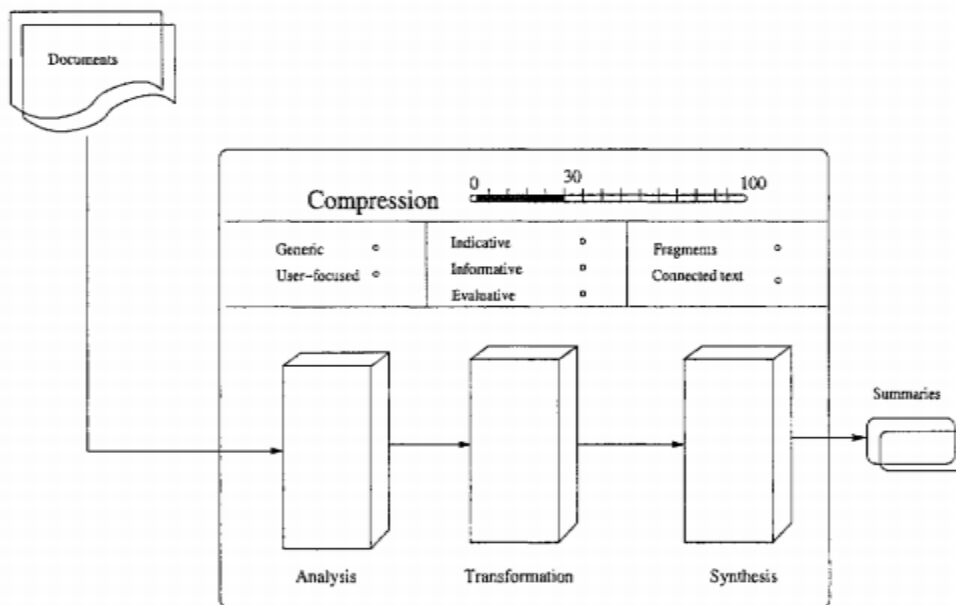 Documents
0 30 100
Compression
Generic
User-focused
Indicative
Informative
Evaluative
Fragments
Connected text
Summaries
Analysis Transformation Synthesis